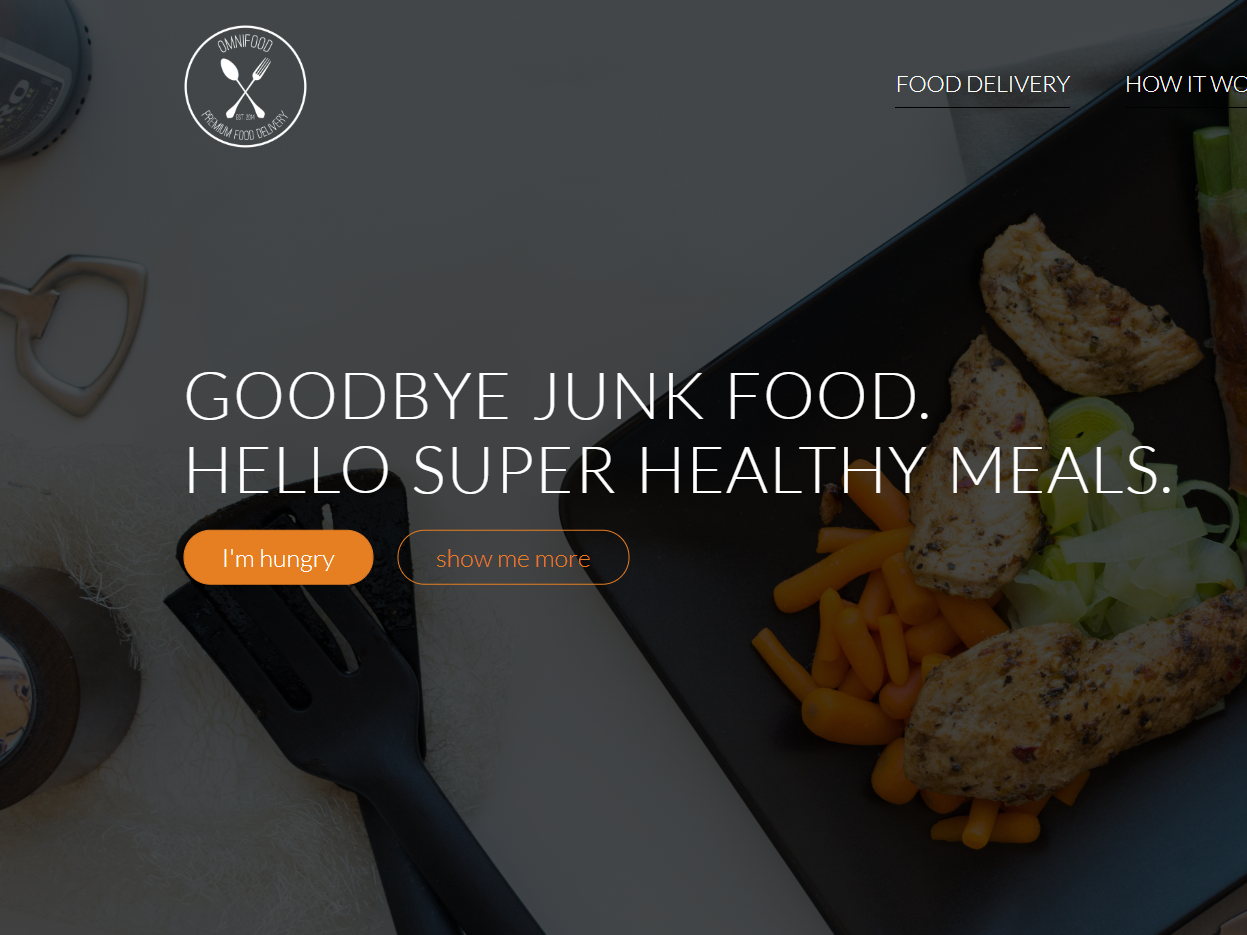 OMNIFOOD
EST. 2014
PREMIUM FOOD DELIVERY
FOOD DELIVERY
HOW IT WO
GOODBYE JUNK FOOD.
HELLO SUPER HEALTHY MEALS.
I'm hungry
show me more